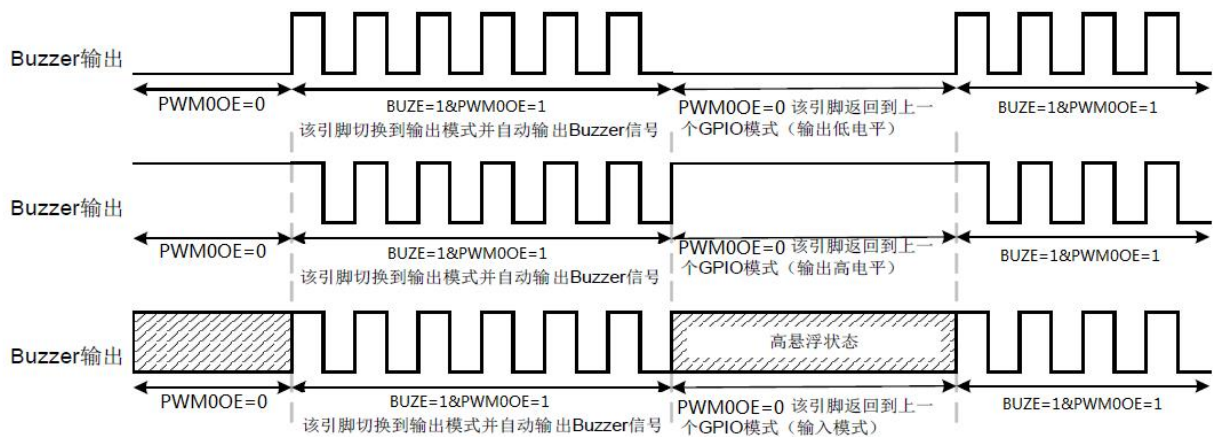 Buzzer输出
PWM0OE=0
BUZE=1&PWM0OE=1
该引脚切换到输出模式并自动输出Buzzer信号
PWM0OE=0 该引脚返回到上一
个GPIO模式（输出低电平）
BUZE=1&PWM0OE=1
Buzzer输出
PWM0OE=0
BUZE=1&PWM0OE=1
该引脚切换到输出模式并自动输出Buzzer信号
PWM0OE=0 该引脚返回到上一
个GPIO模式（输出高电平）
BUZE=1&PWM0OE=1
Buzzer输出
高悬浮状态
PWM0OE=0
BUZE=1&PWM0OE=1
该引脚切换到输出模式并自动输出Buzzer信号
PWM0OE=0 该引脚返回到上一
个GPIO模式（输入模式）
BUZE=1&PWM0OE=1